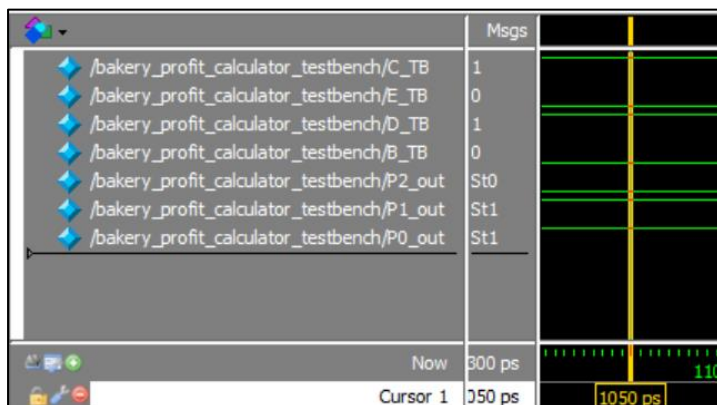 Msgs
/bakery_profit_calculator_testbench/C_TB 1
/bakery_profit_calculator_testbench/E_TB 0
/bakery_profit_calculator_testbench/D_TB 1
/bakery_profit_calculator_testbench/B_TB 0
/bakery_profit_calculator_testbench/P2_out St0
/bakery_profit_calculator_testbench/P1_out St1
/bakery_profit_calculator_testbench/P0_out St1
Now 300 ps 110
Cursor 1 050 ps 1050 ps